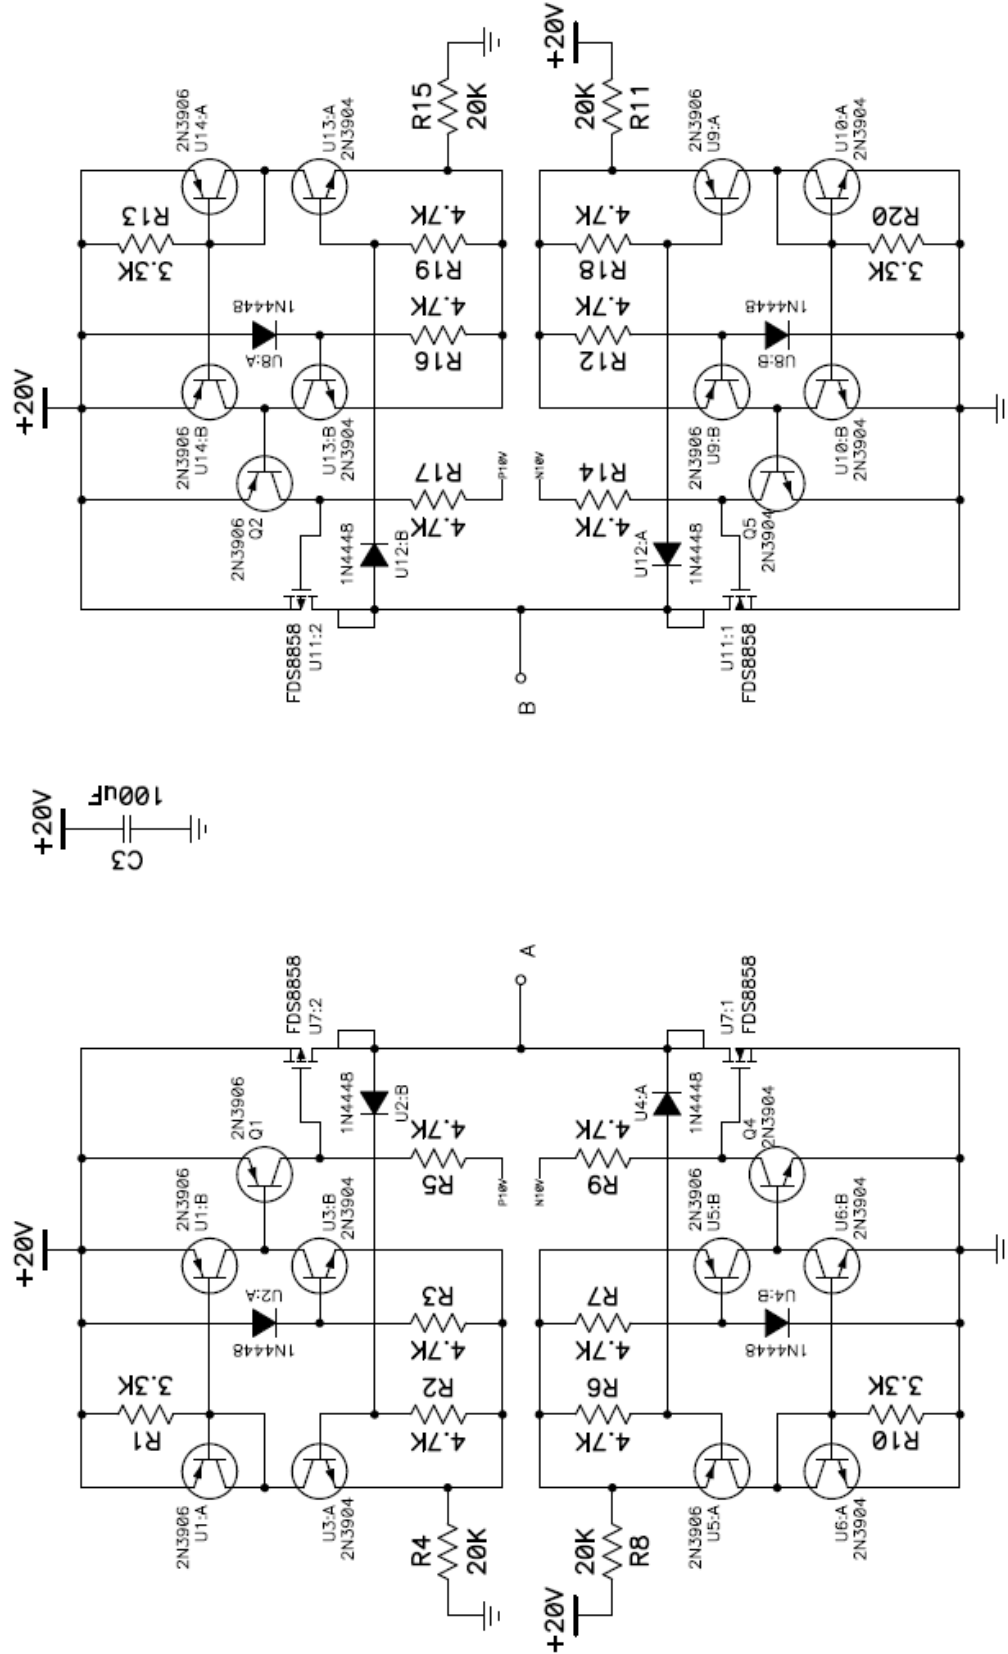 +20V
2N3906
U14:A
R13
3.3K
U13:A
2N3904
R15
20K
+20V
1N4448
U8:A
2N3906
U14:B
U13:B
2N3904
4.7K
R19
4.7K
R16
2N3906
Q2
R17
4.7K
P10V
FDS8858
U11:2
1N4448
U12:B
+20V
20K
R11
2N3906
U9:A
U10:A
2N3904
4.7K
R18
4.7K
R12
R20
3.3K
1N4448
U8:B
2N3906
U9:B
U10:B
2N3904
N10V
R14
4.7K
U12:A
1N4448
Q5
2N3904
U11:1
FDS8858
B
+20V
100uF
C3
A
FDS8858
U7:2
2N3906
Q1
1N4448
U2:B
4.7K
R5
P10V
+20V
2N3906
U1:B
U3:B
2N3904
U2:A
1N4448
R3
4.7K
R2
4.7K
3.3K
R1
2N3906
U1:A
U3:A
2N3904
R4
20K
FDS8858
U7:1
U4:A
1N4448
4.7K
R9
N10V
Q4
2N3904
2N3906
U5:B
U6:B
2N3904
R7
4.7K
R6
4.7K
U4:B
1N4448
3.3K
R10
2N3906
U5:A
U6:A
2N3904
20K
R8
+20V